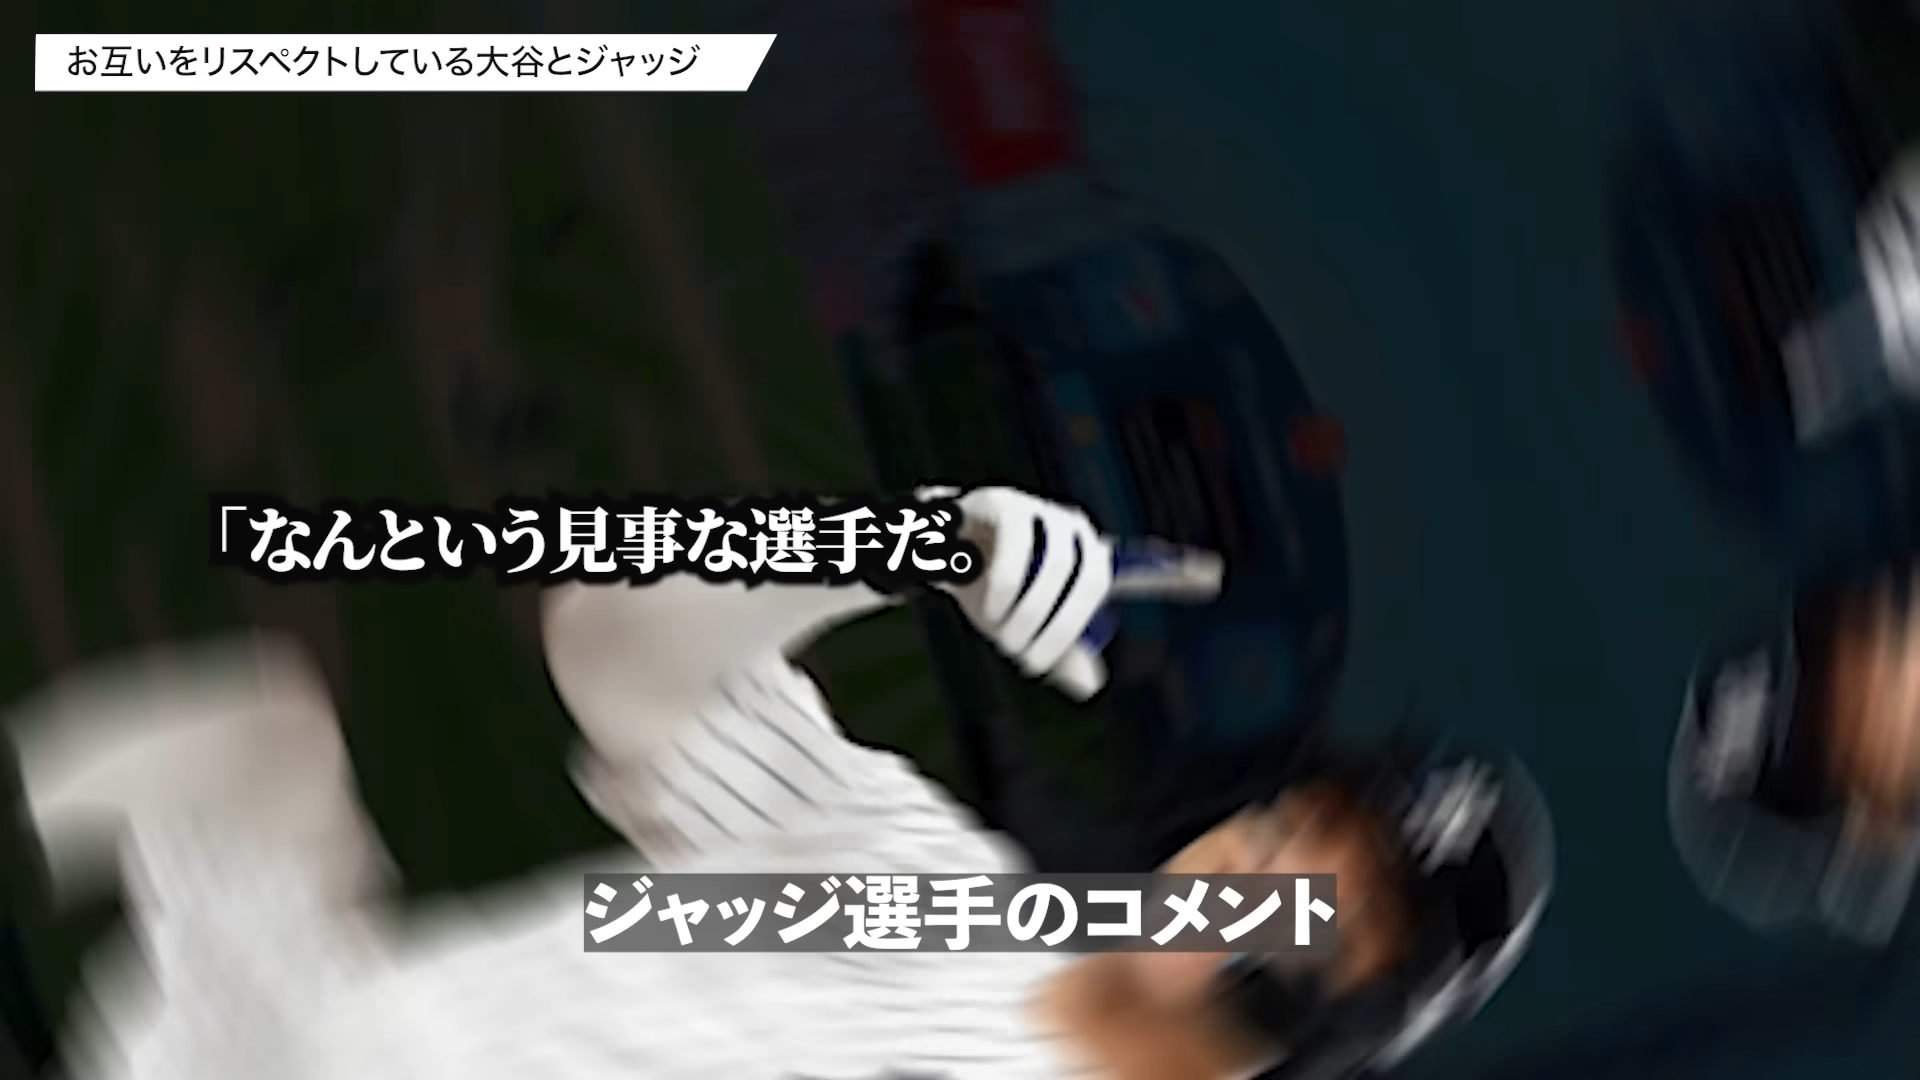 お互いをリスペクトしている大谷とジャッジ
「なんという見事な選手だ。
ジャッジ選手のコメント